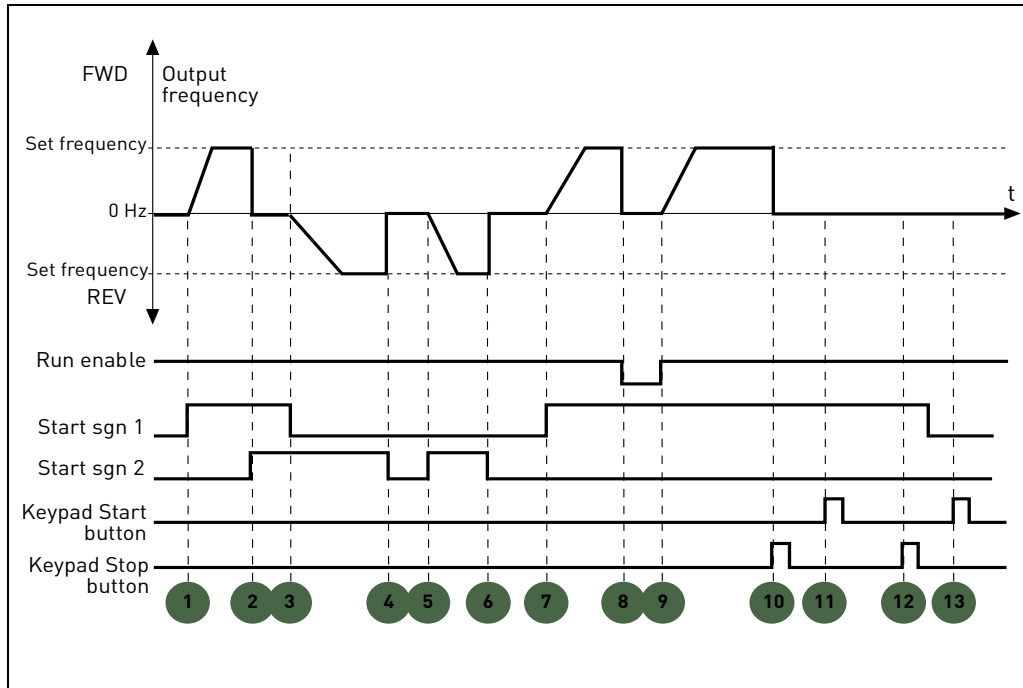 FWD
Output
frequency
Set frequency
0 Hz
t
Set frequency
REV
Run enable
Start sgn 1
Start sgn 2
Keypad Start
button
Keypad Stop
button
1 2 3 4 5 6 7 8 9 10 11 12 13